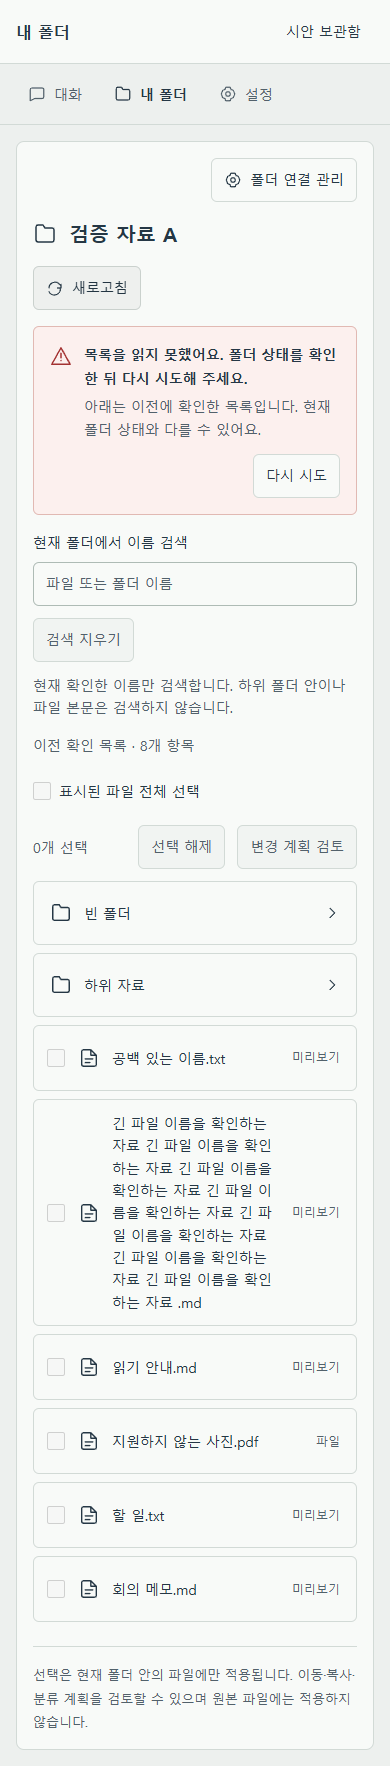 내 폴더
시안 보관함
대화
내 폴더
설정
폴더 연결 관리
검증 자료 A
새로고침
목록을 읽지 못했어요. 폴더 상태를 확인
한 뒤 다시 시도해 주세요.
아래는 이전에 확인한 목록입니다. 현재
폴더 상태와 다를 수 있어요.
다시 시도
현재 폴더에서 이름 검색
파일 또는 폴더 이름
검색 지우기
현재 확인한 이름만 검색합니다. 하위 폴더 안이나
파일 본문은 검색하지 않습니다.
이전 확인 목록 · 8개 항목
표시된 파일 전체 선택
0개 선택
선택 해제
변경 계획 검토
빈 폴더
하위 자료
공백 있는 이름.txt
미리보기
긴 파일 이름을 확인하는
자료 긴 파일 이름을 확인
하는 자료 긴 파일 이름을
확인하는 자료 긴 파일 이
름을 확인하는 자료 긴 파
일 이름을 확인하는 자료
긴 파일 이름을 확인하는
자료 긴 파일 이름을 확인
하는 자료 .md
미리보기
읽기 안내.md
미리보기
지원하지 않는 사진.pdf
파일
할 일.txt
미리보기
회의 메모.md
미리보기
선택은 현재 폴더 안의 파일에만 적용됩니다. 이동·복사·
분류 계획을 검토할 수 있으며 원본 파일에는 적용하지
않습니다.